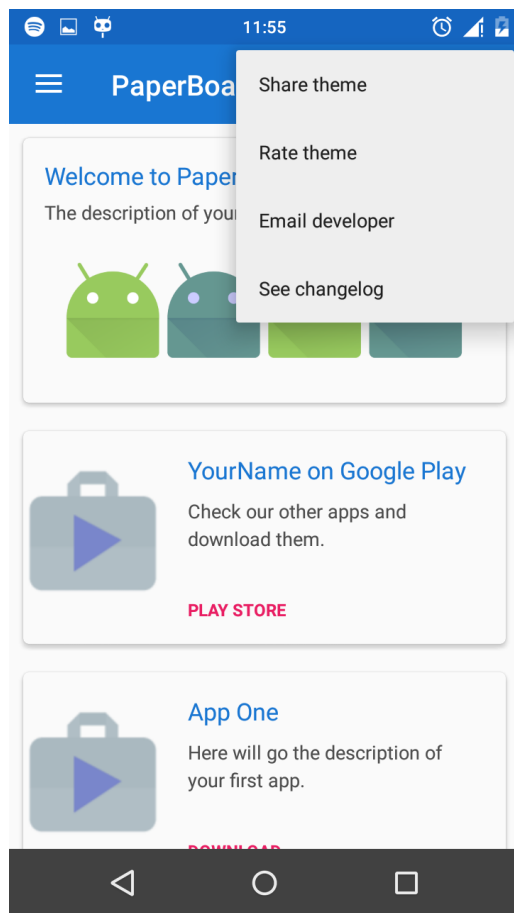 11:55
PaperBoa
Share theme
Rate theme
Email developer
See changelog
Welcome to Paper
The description of you
YourName on Google Play
Check our other apps and
download them.
PLAY STORE
App One
Here will go the description of
your first app.
DOWNLOAD